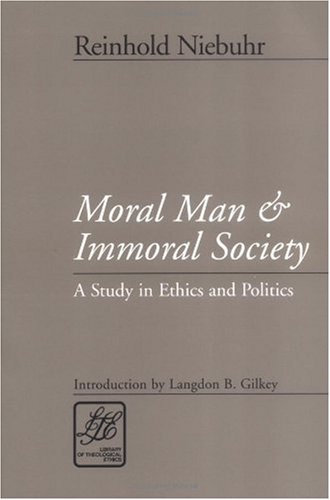 Reinhold Niebuhr
Moral Man &
Immoral Society
A Study in Ethics and Politics
Introduction by Langdon B. Gilkey
LTE
LIBRARY
OF THEOLOGICAL
ETHICS